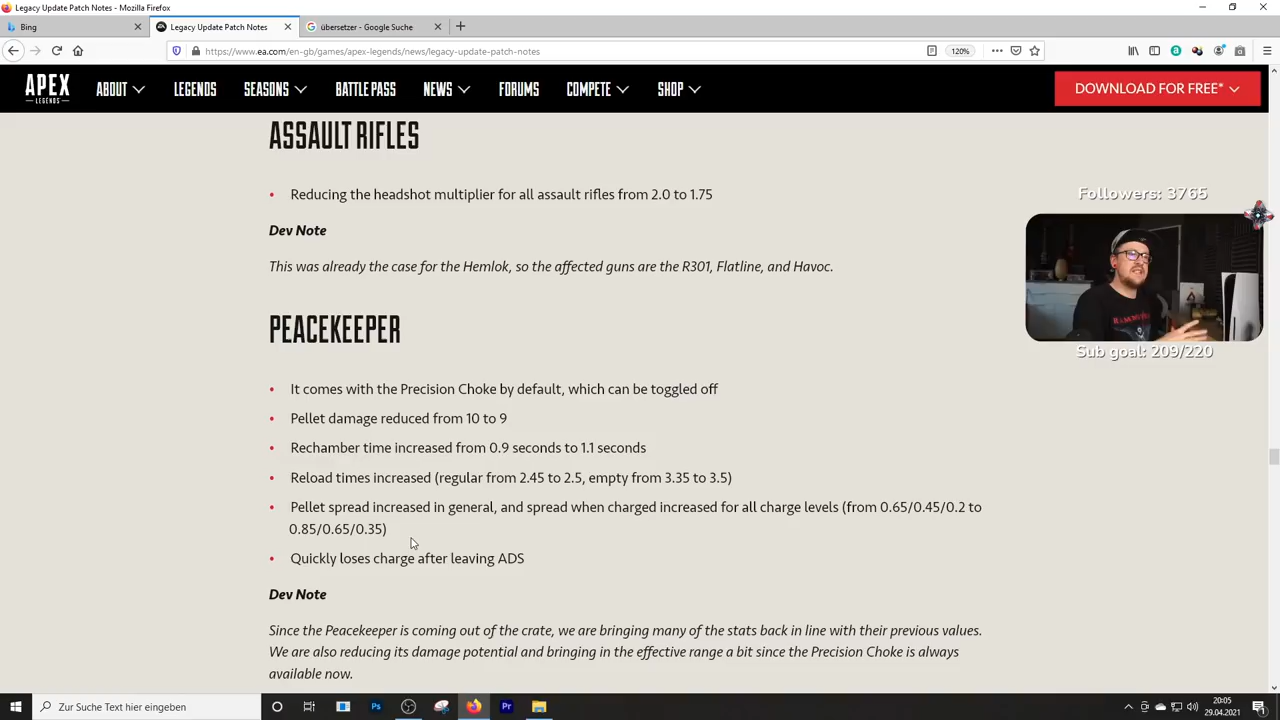 Legacy Update Patch Notes - Mozilla Firefox
Bing
Legacy Update Patch Notes
übersetzer - Google Suche
https://www.ea.com/en-gb/games/apex-legends/news/legacy-update-patch-notes
120%
APEX
LEGENDS
ABOUT
LEGENDS
SEASONS
BATTLE PASS
NEWS
FORUMS
COMPETE
SHOP
DOWNLOAD FOR FREE*
ASSAULT RIFLES
• Reducing the headshot multiplier for all assault rifles from 2.0 to 1.75
Followers: 3765
Dev Note
This was already the case for the Hemlok, so the affected guns are the R301, Flatline, and Havoc.
PEACEKEEPER
Sub goal: 209/220
• It comes with the Precision Choke by default, which can be toggled off
• Pellet damage reduced from 10 to 9
• Rechamber time increased from 0.9 seconds to 1.1 seconds
• Reload times increased (regular from 2.45 to 2.5, empty from 3.35 to 3.5)
• Pellet spread increased in general, and spread when charged increased for all charge levels (from 0.65/0.45/0.2 to
0.85/0.65/0.35)
• Quickly loses charge after leaving ADS
Dev Note
Since the Peacekeeper is coming out of the crate, we are bringing many of the stats back in line with their previous values.
We are also reducing its damage potential and bringing in the effective range a bit since the Precision Choke is always
available now.
Zur Suche Text hier eingeben
20:05
29.04.2021